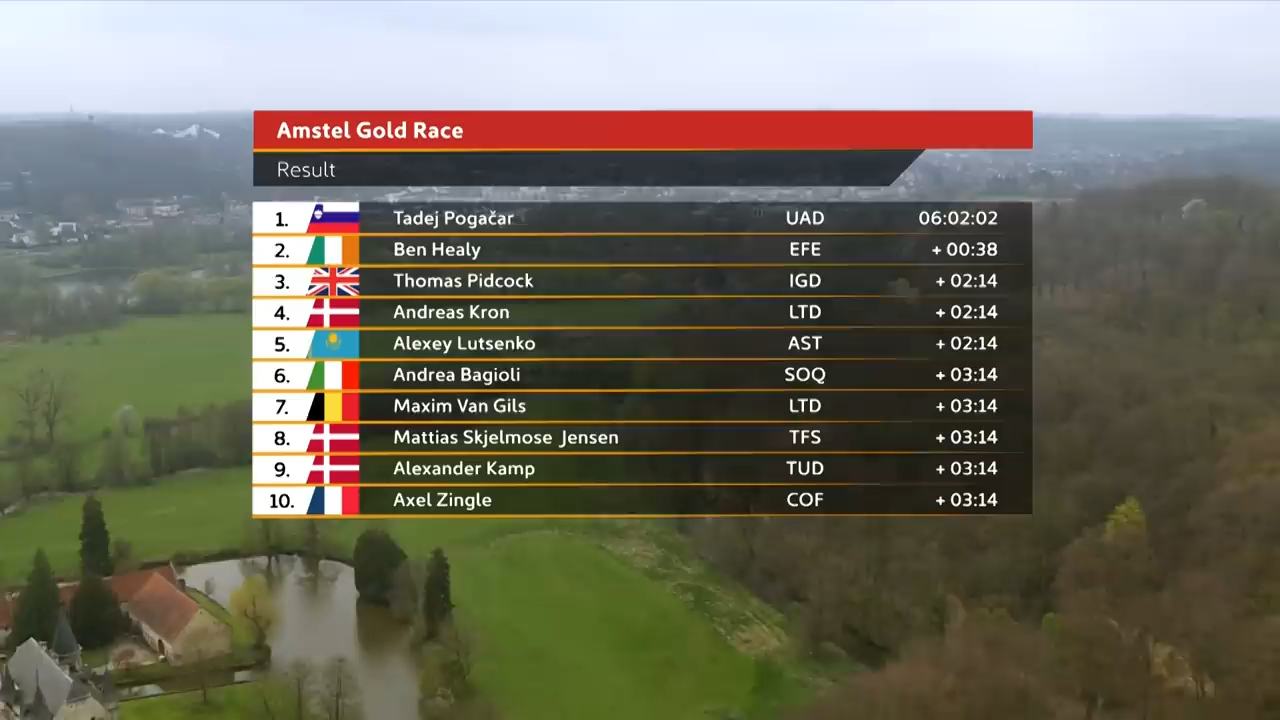 Amstel Gold Race
Result
1. Tadej Pogačar UAD 06:02:02
2. Ben Healy EFE + 00:38
3. Thomas Pidcock IGD + 02:14
4. Andreas Kron LTD + 02:14
5. Alexey Lutsenko AST + 02:14
6. Andrea Bagioli SOQ + 03:14
7. Maxim Van Gils LTD + 03:14
8. Mattias Skjelmose Jensen TFS + 03:14
9. Alexander Kamp TUD + 03:14
10. Axel Zingle COF + 03:14